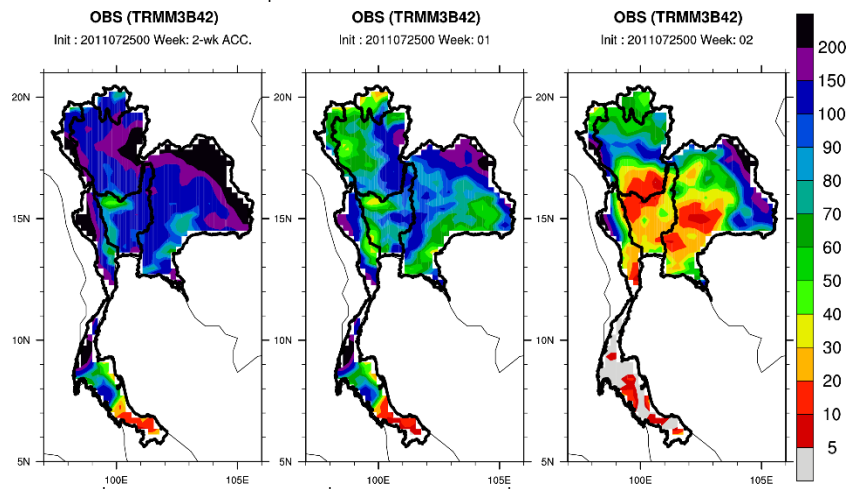 OBS (TRMM3B42) OBS (TRMM3B42) OBS (TRMM3B42)
Init : 2011072500 Week: 2-wk ACC. Init : 2011072500 Week: 01 Init : 2011072500 Week: 02
200
20N 20N 20N
150
100
90
15N 15N 15N
80
70
60
50
10N 10N 10N
40
30
20
10
5
5N 5N 5N
100E 105E 100E 105E 100E 105E